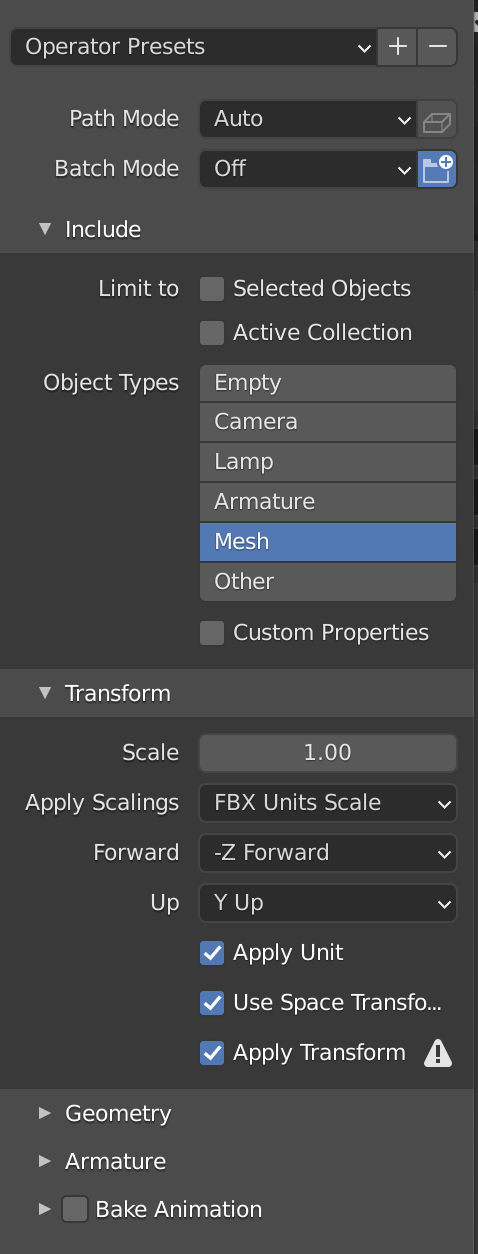 Operator Presets
Path Mode Auto
Batch Mode Off
Include
Limit to Selected Objects
Active Collection
Object Types Empty
Camera
Lamp
Armature
Mesh
Other
Custom Properties
Transform
Scale 1.00
Apply Scalings FBX Units Scale
Forward -Z Forward
Up Y Up
Apply Unit
Use Space Transfo...
Apply Transform
Geometry
Armature
Bake Animation